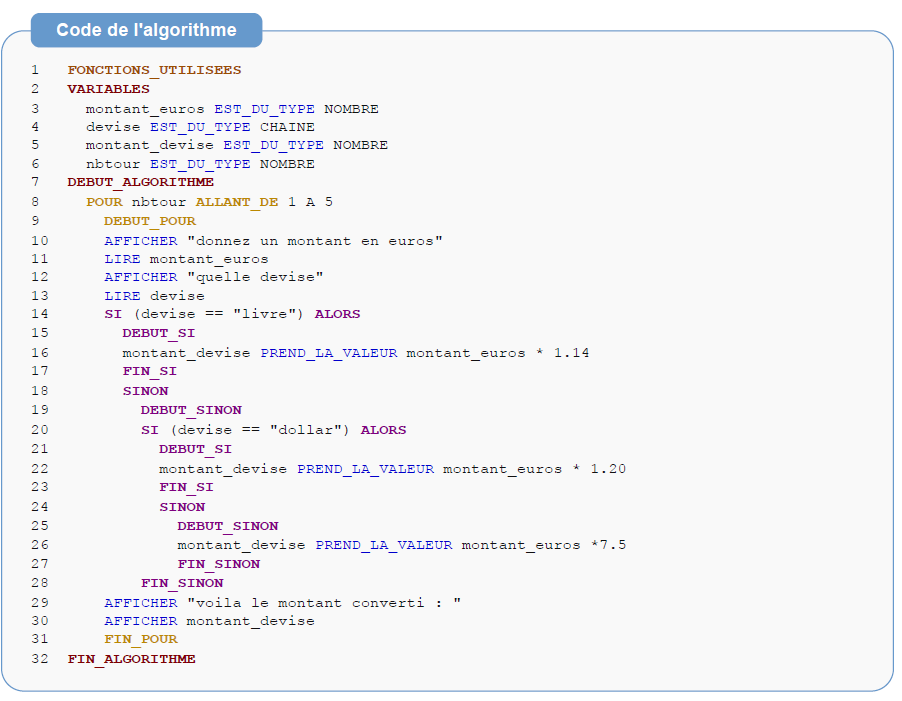 Code de l'algorithme
1 FONCTIONS_UTILISEES
2 VARIABLES
3 montant_euros EST_DU_TYPE NOMBRE
4 devise EST_DU_TYPE CHAINE
5 montant_devise EST_DU_TYPE NOMBRE
6 nbtour EST_DU_TYPE NOMBRE
7 DEBUT_ALGORITHME
8 POUR nbtour ALLANT_DE 1 A 5
9 DEBUT_POUR
10 AFFICHER "donnez un montant en euros"
11 LIRE montant_euros
12 AFFICHER "quelle devise"
13 LIRE devise
14 SI (devise == "livre") ALORS
15 DEBUT_SI
16 montant_devise PREND_LA_VALEUR montant_euros * 1.14
17 FIN_SI
18 SINON
19 DEBUT_SINON
20 SI (devise == "dollar") ALORS
21 DEBUT_SI
22 montant_devise PREND_LA_VALEUR montant_euros * 1.20
23 FIN_SI
24 SINON
25 DEBUT_SINON
26 montant_devise PREND_LA_VALEUR montant_euros *7.5
27 FIN_SINON
28 FIN_SINON
29 AFFICHER "voila le montant converti : "
30 AFFICHER montant_devise
31 FIN_POUR
32 FIN_ALGORITHME